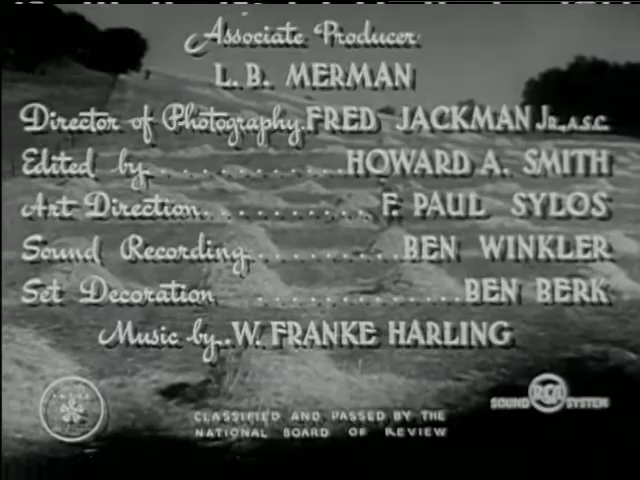 Associate Producer
L. B. MERMAN
Director of Photography. FRED JACKMAN Jr., A.S.C.
Edited by...........HOWARD A. SMITH
Art Direction..........F. PAUL SYLOS
Sound Recording.........BEN WINKLER
Set Decoration ............BEN BERK
Music by..W. FRANKE HARLING
SOUND RCA SYSTEM
CLASSIFIED AND PASSED BY THE
NATIONAL BOARD OF REVIEW